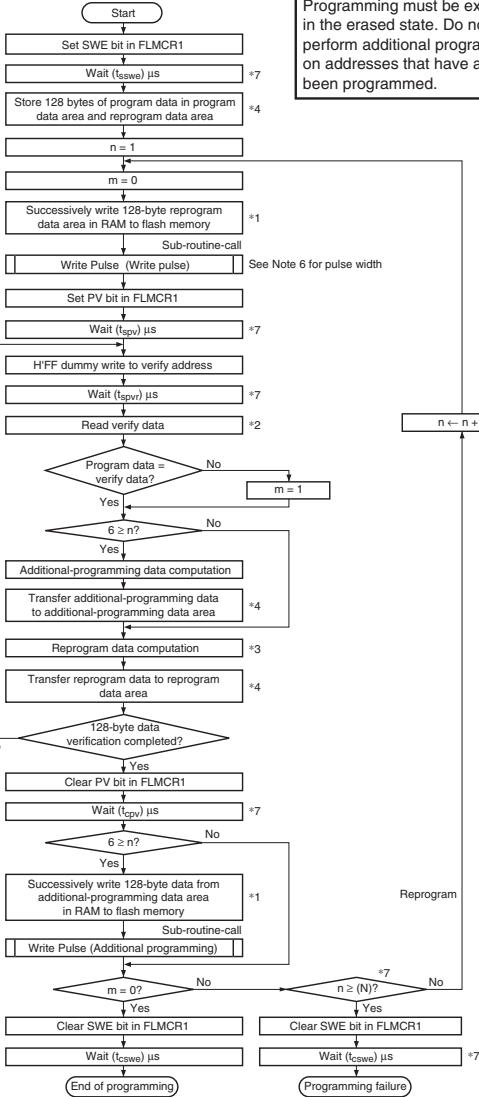 Start
Programming must be
in the erased state. Do
perform additional
on addresses that have
been programmed.
Set SWE bit in FLMCR1
Wait (tsswe) μs *7
Store 128 bytes of program data in program
data area and reprogram data area *4
n = 1
m = 0
Successively write 128-byte reprogram
data area in RAM to flash memory *1
Sub-routine-call
Write Pulse (Write pulse) See Note 6 for pulse width
Set PV bit in FLMCR1
Wait (tspv) μs *7
H'FF dummy write to verify address
Wait (tspvr) μs *7
Read verify data *2
n ← n +
Program data =
verify data?
No
m = 1
Yes
6 ≥ n?
No
Yes
Additional-programming data computation
Transfer additional-programming data
to additional-programming data area *4
Reprogram data computation *3
Transfer reprogram data to reprogram
data area *4
128-byte data
verification completed?
Yes
Clear PV bit in FLMCR1
Wait (tcpv) μs *7
6 ≥ n?
No
Yes
Successively write 128-byte data from
additional-programming data area
in RAM to flash memory *1
Reprogram
Sub-routine-call
Write Pulse (Additional programming)
m = 0?
No
*7
n ≥ (N)?
No
Yes
Yes
Clear SWE bit in FLMCR1
Clear SWE bit in FLMCR1
Wait (tcswe) μs
Wait (tcswe) μs *7
End of programming
Programming failure